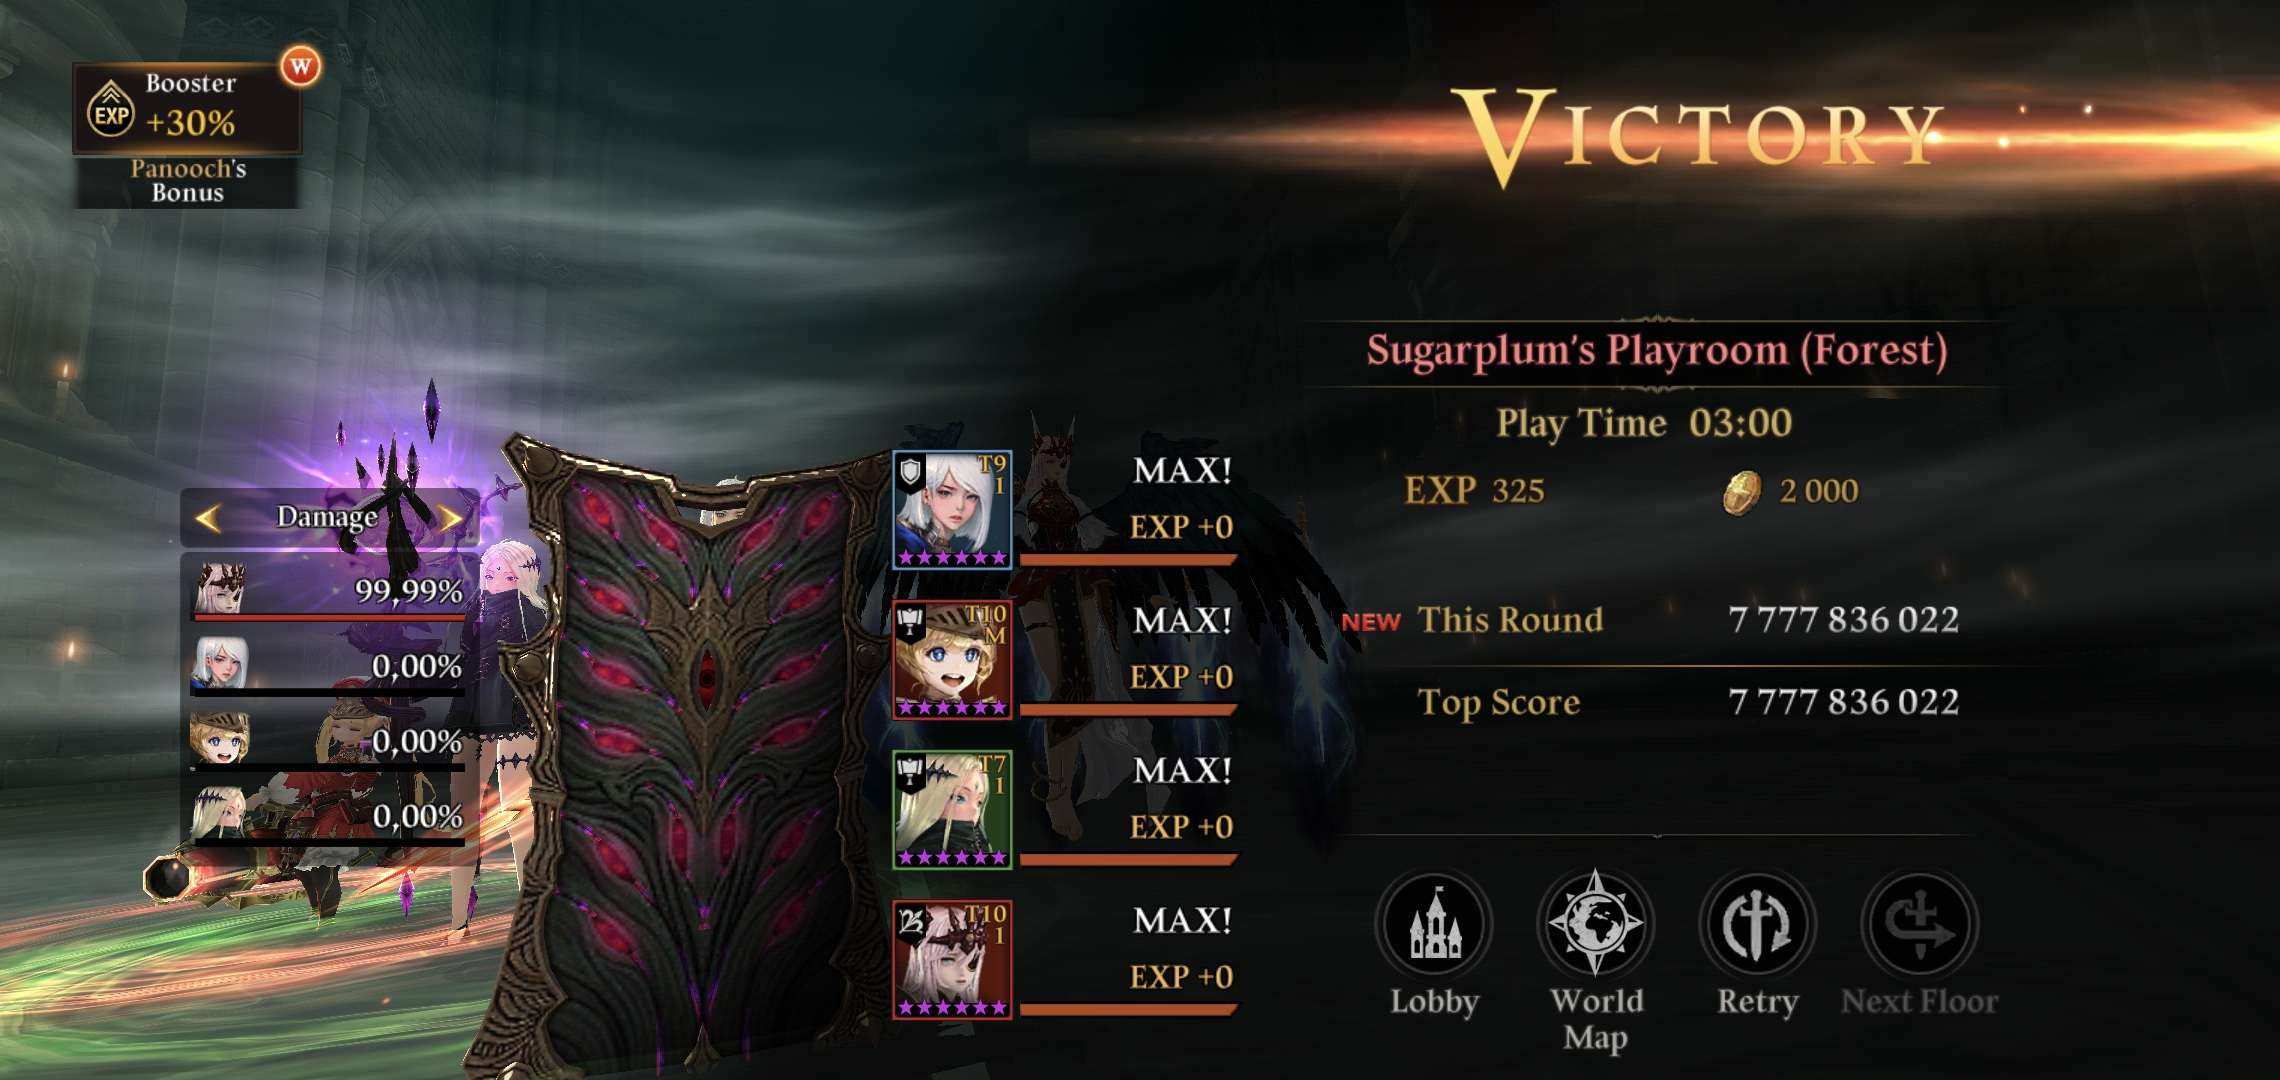 W
EXP
Booster
+30%
Panooch's
Bonus
VICTORY
Sugarplum's Playroom (Forest)
Play Time 03:00
EXP 325
2 000
NEW This Round 7 777 836 022
Top Score 7 777 836 022
Damage
99,99%
0,00%
0,00%
0,00%
T9
1
MAX!
EXP +0
T10
M
MAX!
EXP +0
T7
1
MAX!
EXP +0
T10
1
MAX!
EXP +0
Lobby
World
Map
Retry
Next Floor